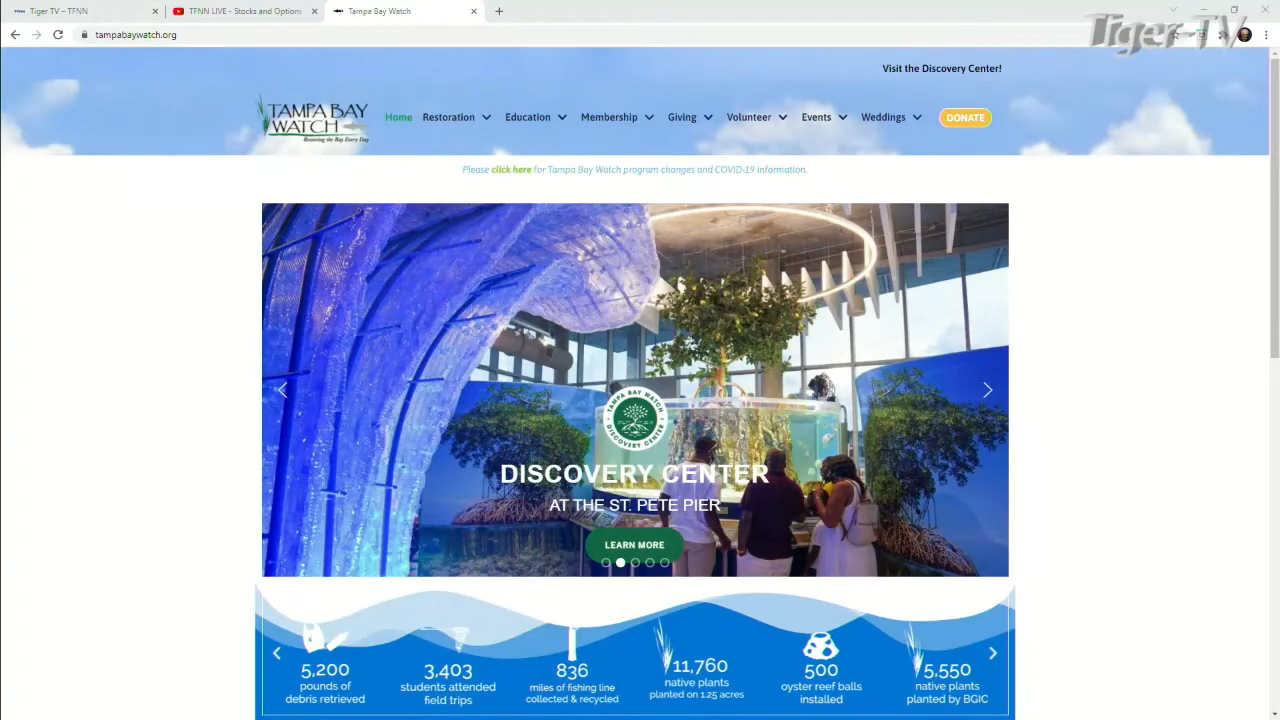 Tiger TV – TFNN
TFNN LIVE - Stocks and Options
Tampa Bay Watch
tampabaywatch.org
Tiger TV
Visit the Discovery Center!
TAMPA BAY
WATCH
Restoring the Bay Every Day
Home Restoration Education Membership Giving Volunteer Events Weddings DONATE
Please click here for Tampa Bay Watch program changes and COVID-19 information.
TAMPA BAY WATCH
DISCOVERY CENTER
DISCOVERY CENTER
AT THE ST. PETE PIER
LEARN MORE
5,200 3,403 836 11,760 500 5,550
pounds of students attended miles of fishing line native plants oyster reef balls native plants
debris retrieved field trips collected & recycled planted on 1.25 acres installed planted by BGIC